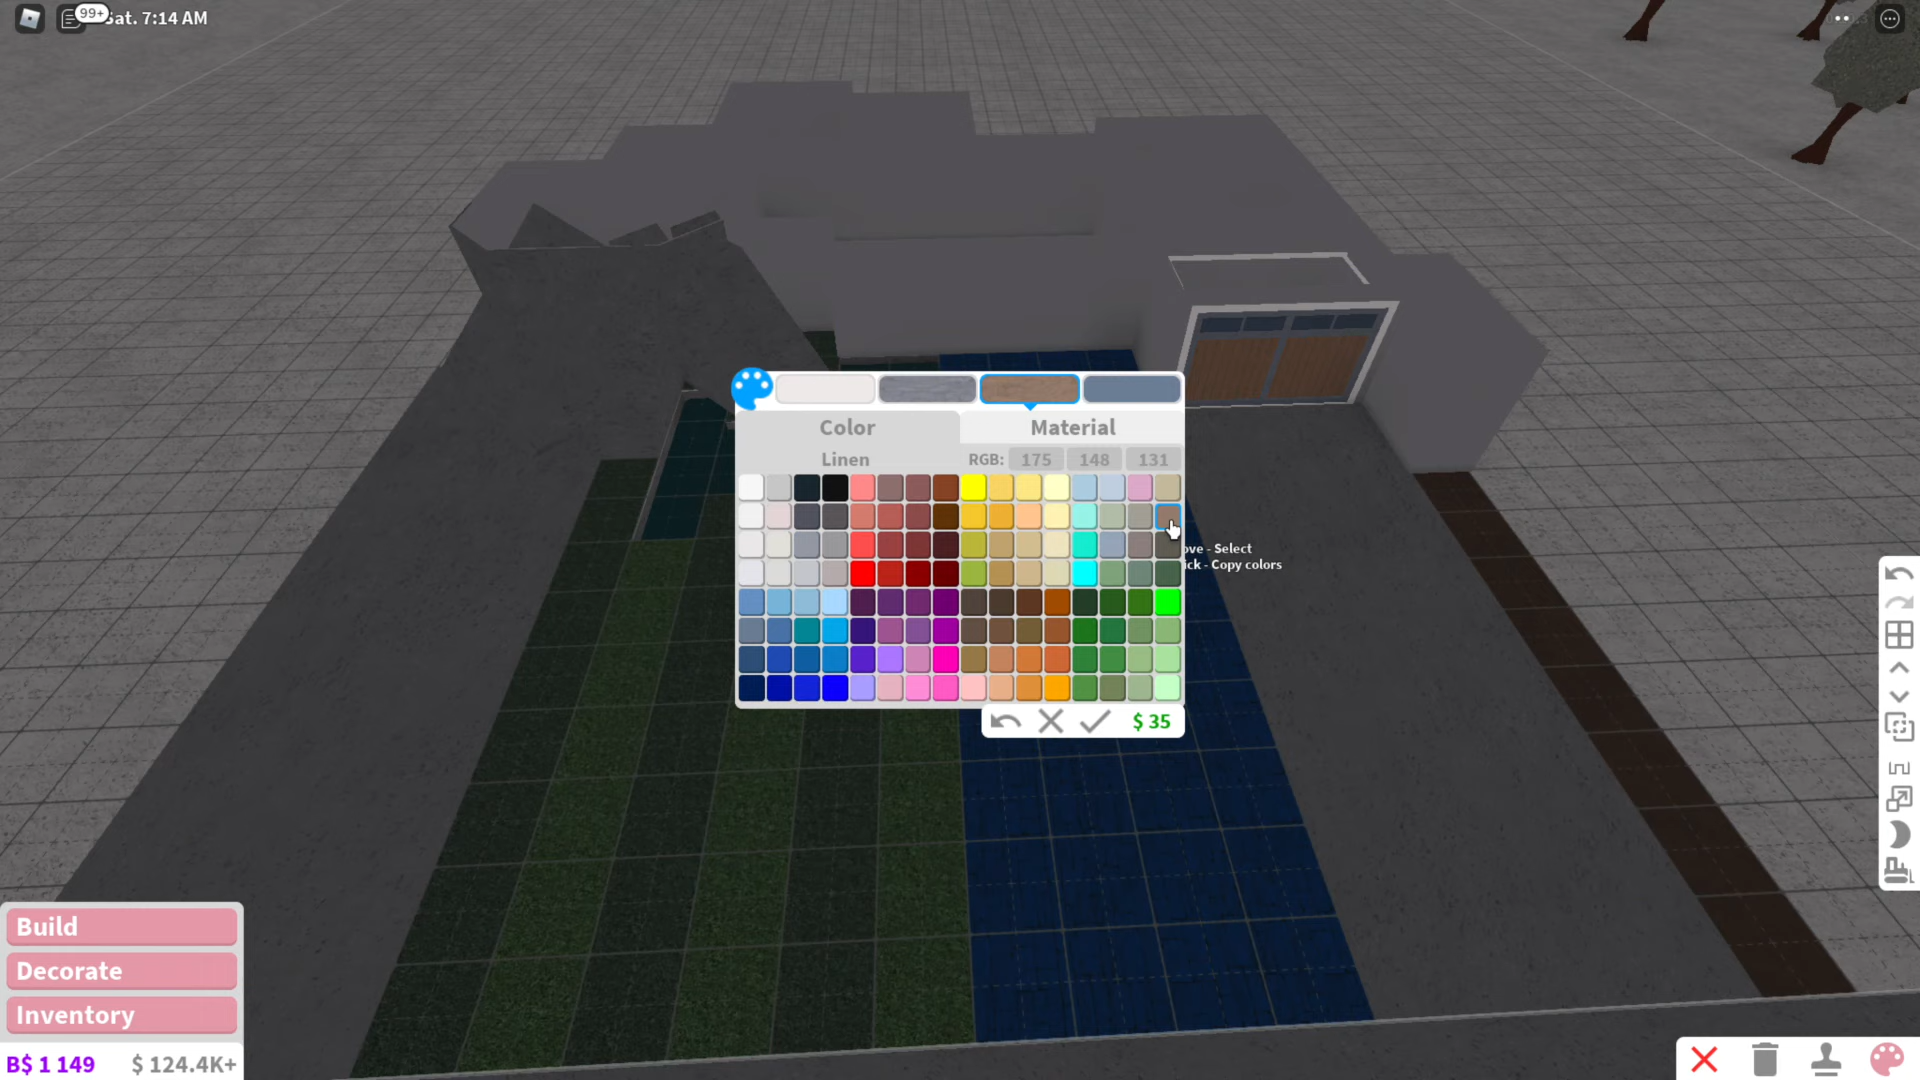 99+
Sat. 7:14 AM
Color
Material
Linen
RGB: 175 148 131
ove - Select
ick - Copy colors
$ 35
Build
Decorate
Inventory
B$ 1 149 $ 124.4K+